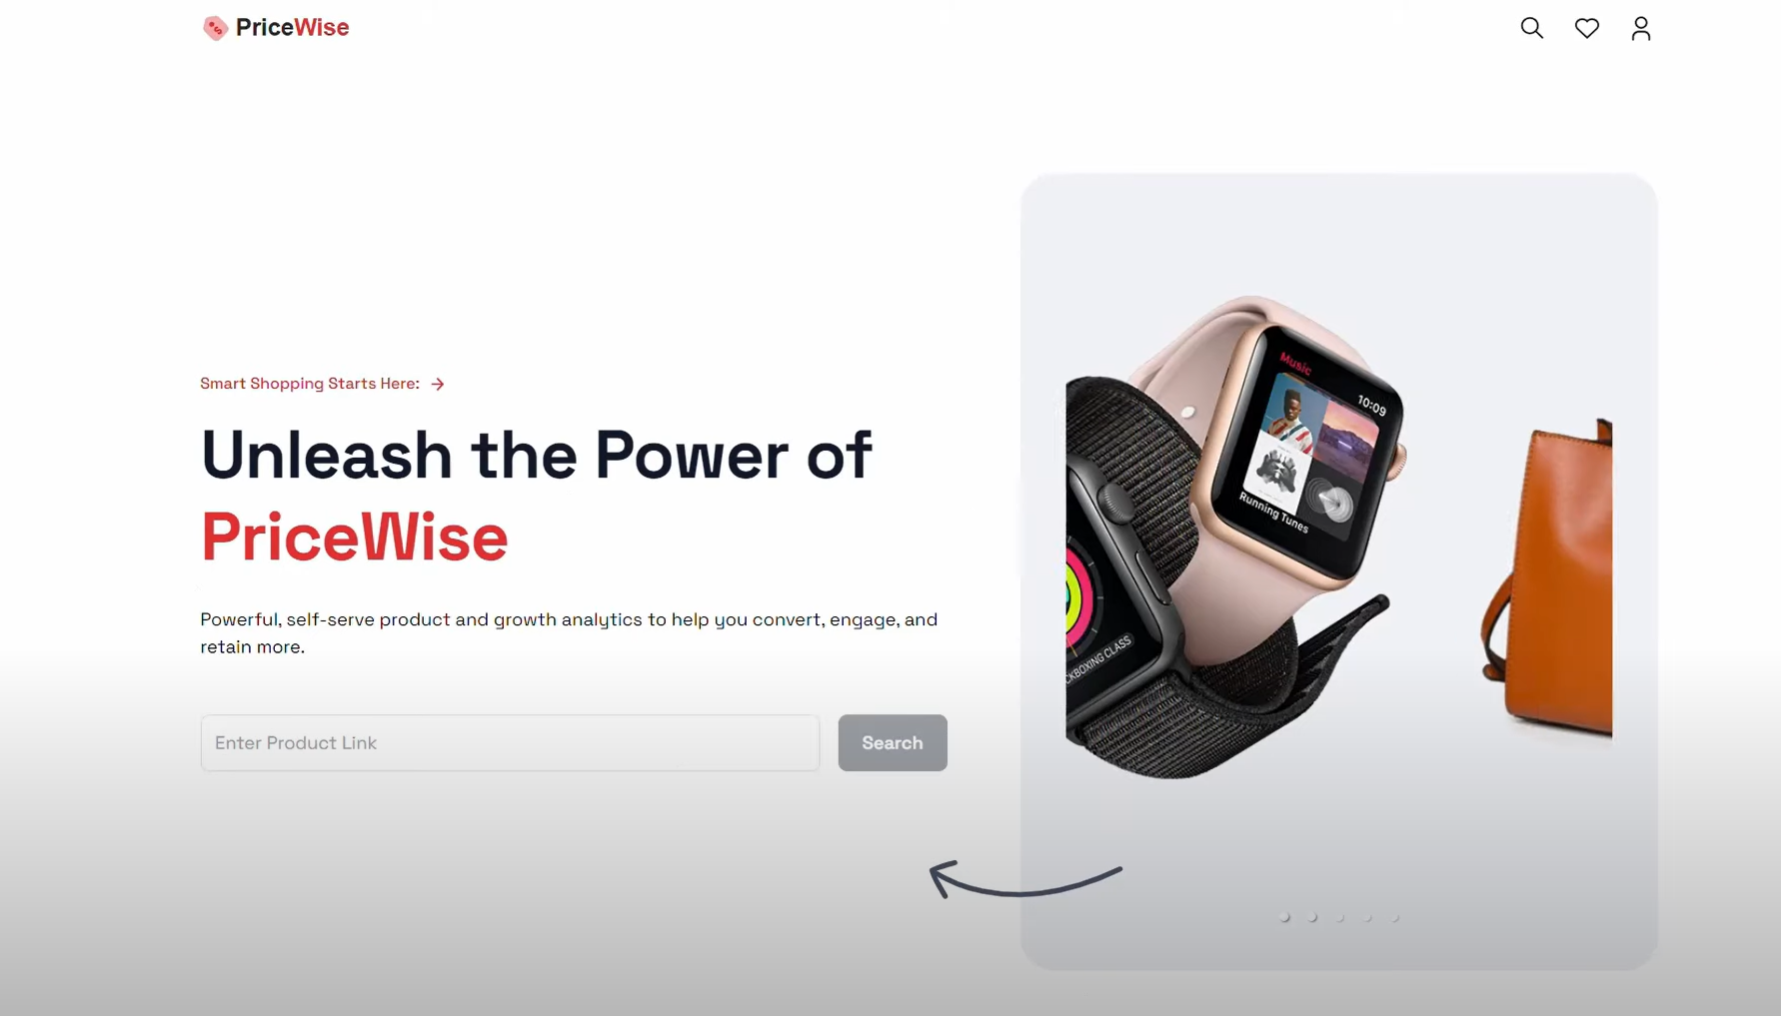 PriceWise
Smart Shopping Starts Here:
Unleash the Power of
PriceWise
Powerful, self-serve product and growth analytics to help you convert, engage, and
retain more.
Enter Product Link
Search
Music
10:09
Running Tunes
CKBOXING CLASS